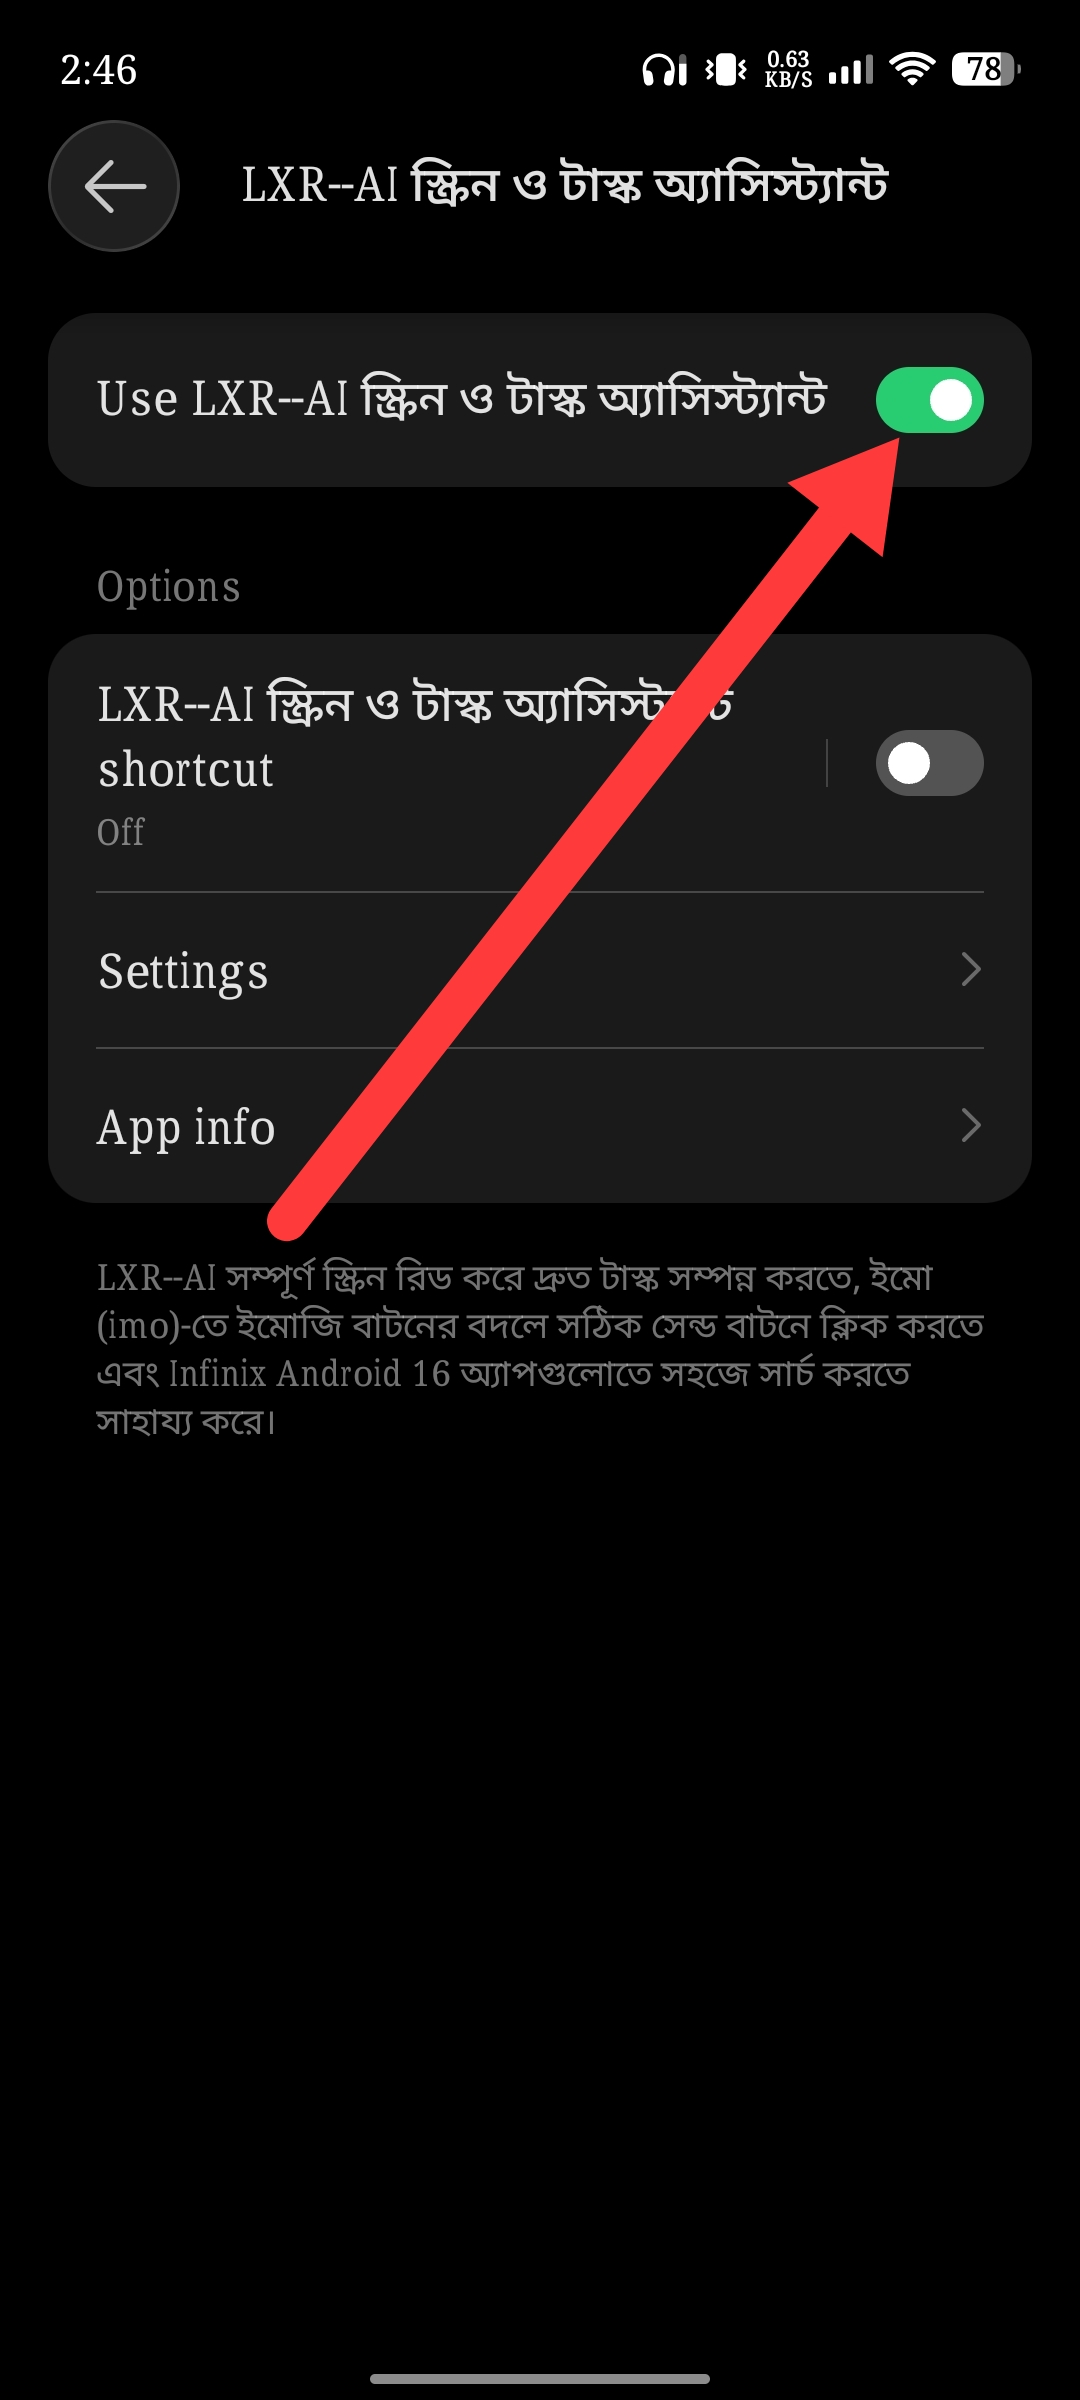 2:46
0.63
KB/S
78
LXR--AI স্ক্রিন ও টাস্ক অ্যাসিস্ট্যান্ট
Use LXR--AI স্ক্রিন ও টাস্ক অ্যাসিস্ট্যান্ট
Options
LXR--AI স্ক্রিন ও টাস্ক
shortcut
Off
Settings
App info
LXR--AI সম্পূর্ণ স্ক্রিন রিড করে দ্রুত টাস্ক সম্পন্ন করতে, ইমো
(imo)-তে ইমোজি বাটনের বদলে সঠিক সেন্ড বাটনে ক্লিক করতে
এবং Infinix Android 16 অ্যাপগুলোতে সহজে সার্চ করতে
সাহায্য করে।